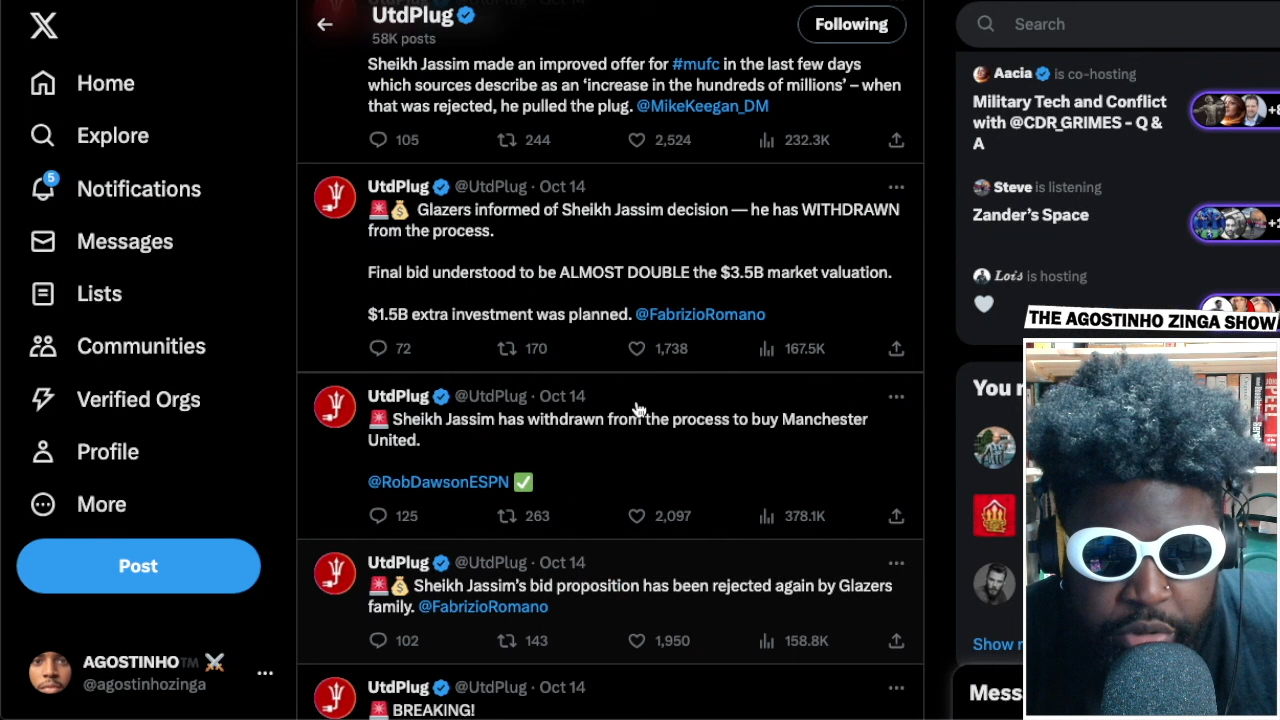 Home
Explore
5
Notifications
Messages
Lists
Communities
Verified Orgs
Profile
More
Post
AGOSTINHO™
@agostinhozinga
UtdPlug
58K posts
Following
Sheikh Jassim made an improved offer for #mufc in the last few days
which sources describe as an ‘increase in the hundreds of millions’ – when
that was rejected, he pulled the plug. @MikeKeegan_DM
105 244 2,524 232.3K
UtdPlug @UtdPlug · Oct 14
🚨💰 Glazers informed of Sheikh Jassim decision — he has WITHDRAWN
from the process.
Final bid understood to be ALMOST DOUBLE the $3.5B market valuation.
$1.5B extra investment was planned. @FabrizioRomano
72 170 1,738 167.5K
UtdPlug @UtdPlug · Oct 14
🚨 Sheikh Jassim has withdrawn from the process to buy Manchester
United.
@RobDawsonESPN ✅
125 263 2,097 378.1K
UtdPlug @UtdPlug · Oct 14
🚨💰 Sheikh Jassim’s bid proposition has been rejected again by Glazers
family. @FabrizioRomano
102 143 1,950 158.8K
UtdPlug @UtdPlug · Oct 14
🚨 BREAKING!
Search
Aacia is co-hosting
Military Tech and Conflict
with @CDR_GRIMES - Q &
A
Steve is listening
Zander’s Space
Lois is hosting
THE AGOSTINHO ZINGA SHOW
You
Show